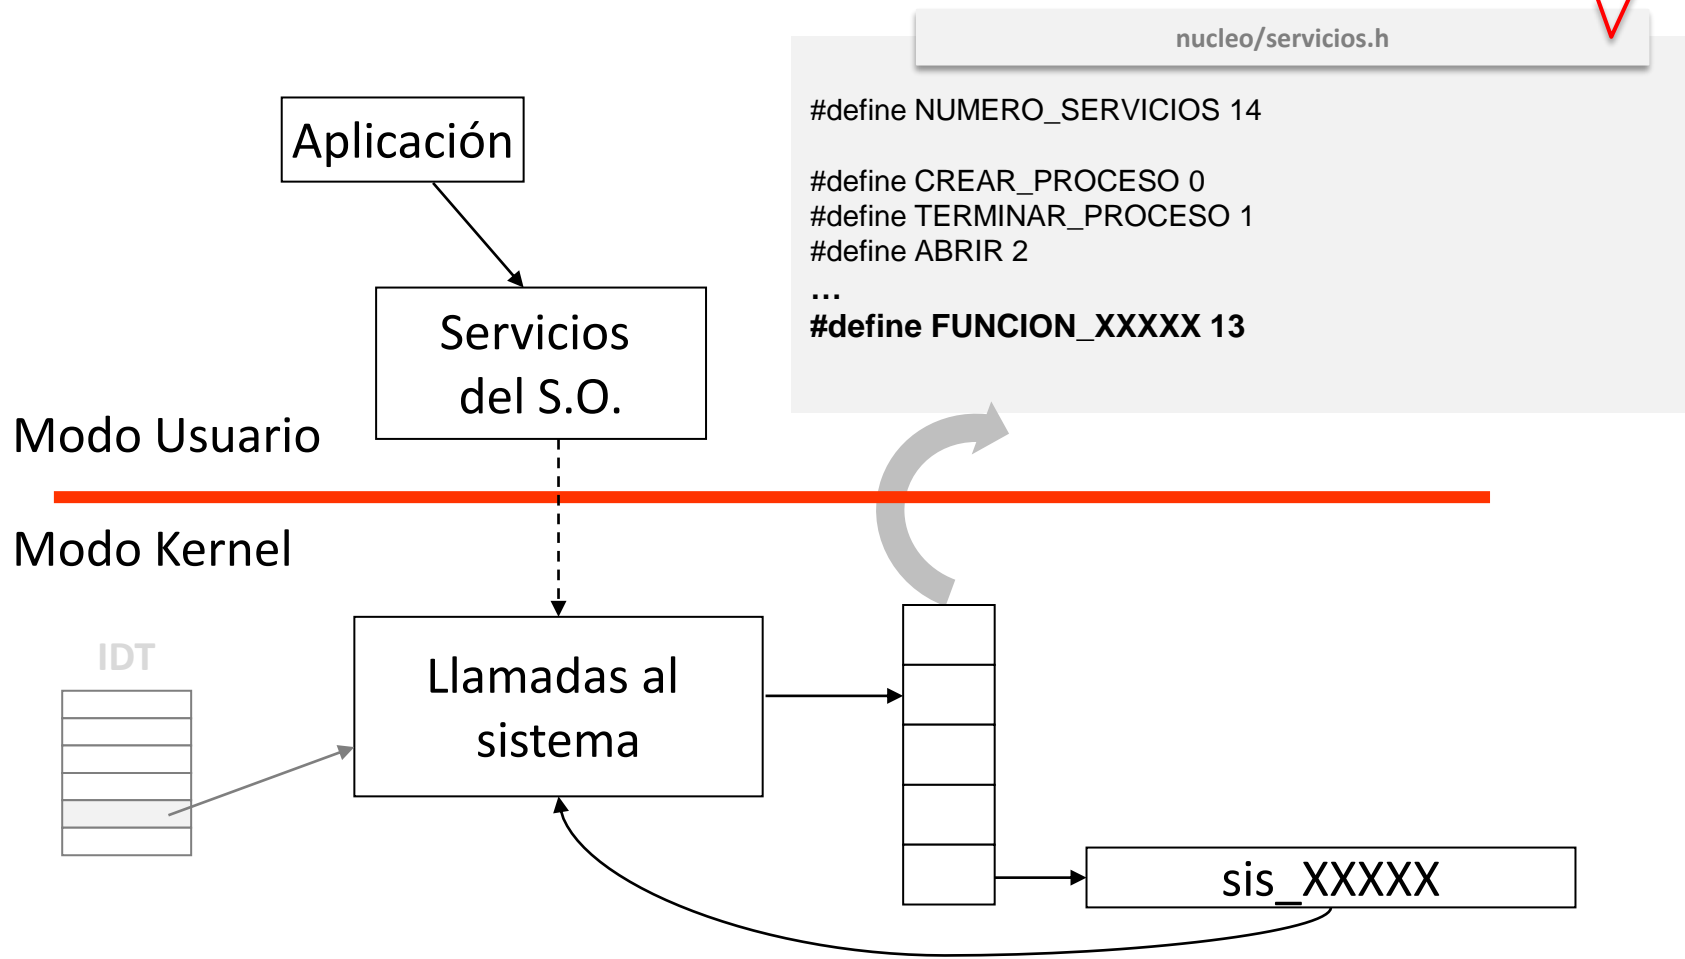 nucleo/servicios.h
#define NUMERO_SERVICIOS 14
#define CREAR_PROCESO 0
#define TERMINAR_PROCESO 1
#define ABRIR 2
…
#define FUNCION_XXXXX 13
Aplicación
Servicios
del S.O.
Modo Usuario
Modo Kernel
IDT
Llamadas al
sistema
sis_XXXXX